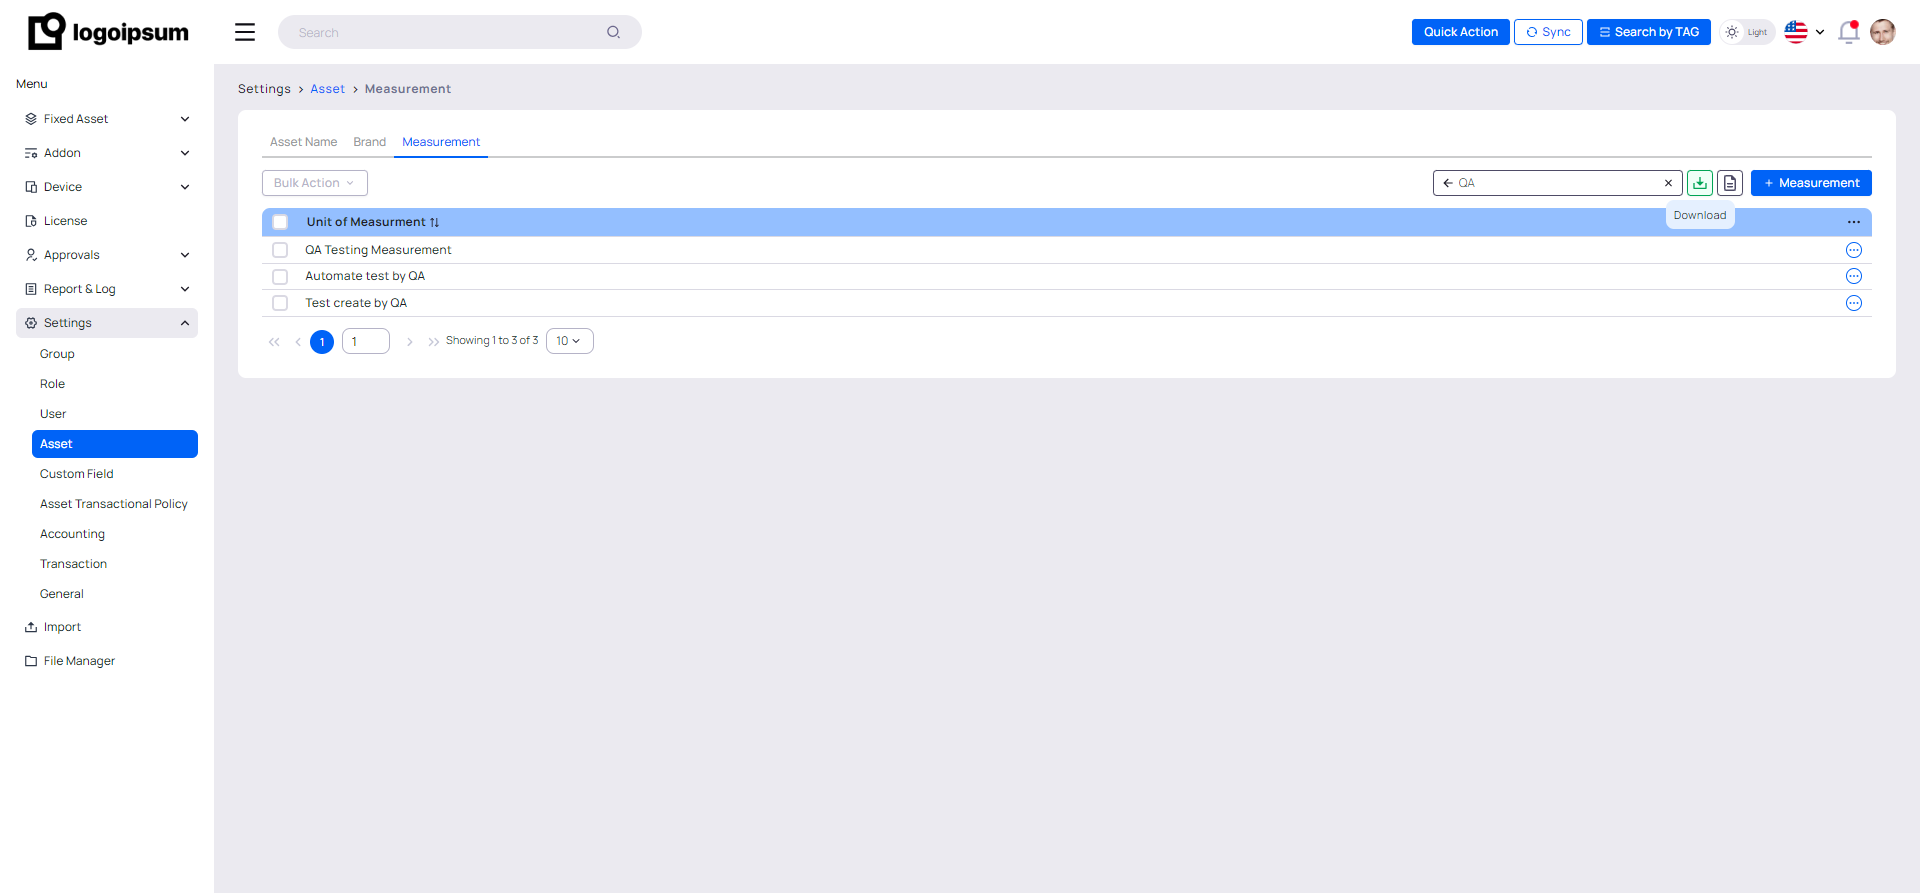 logoipsum
Search
Quick Action
Sync
Search by TAG
Light
Menu
Fixed Asset
Addon
Device
License
Approvals
Report & Log
Settings
Group
Role
User
Asset
Custom Field
Asset Transactional Policy
Accounting
Transaction
General
Import
File Manager
Settings > Asset > Measurement
Asset Name Brand Measurement
Bulk Action
QA
+ Measurement
Download
Unit of Measurment
QA Testing Measurement
Automate test by QA
Test create by QA
1 1 Showing 1 to 3 of 3 10